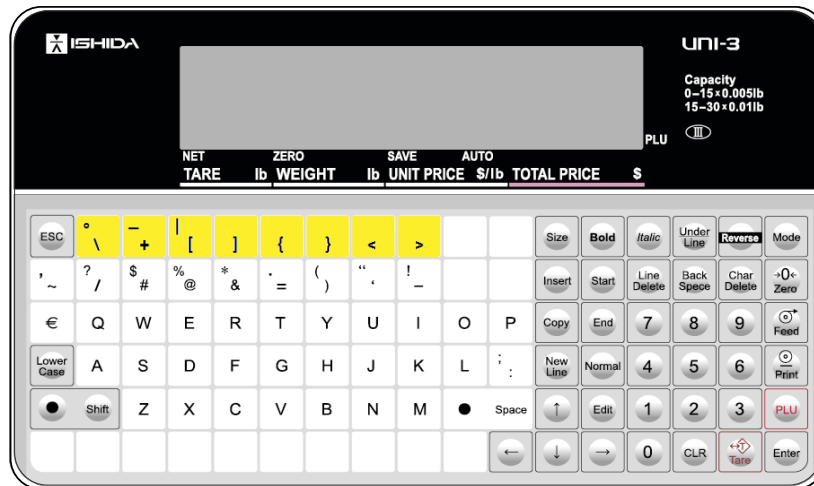 ISHIDA
UNI-3
Capacity
0–15×0.005lb
15–30×0.01lb
III
PLU
NET ZERO SAVE AUTO
TARE lb WEIGHT lb UNIT PRICE $/lb TOTAL PRICE $
ESC ° \ – + | [ ] { } < > Size Bold Italic Under Line Reverse Mode
, ~ ? / $ # % @ * & . = ( ) “ ‘ ! – Insert Start Line Delete Back Spece Char Delete →0← Zero
€ Q W E R T Y U I O P Copy End 7 8 9 Feed
Lower Case A S D F G H J K L ; : New Line Normal 4 5 6 Print
● Shift Z X C V B N M ● Space ↑ Edit 1 2 3 PLU
← ↓ → 0 CLR ↔T Tare Enter